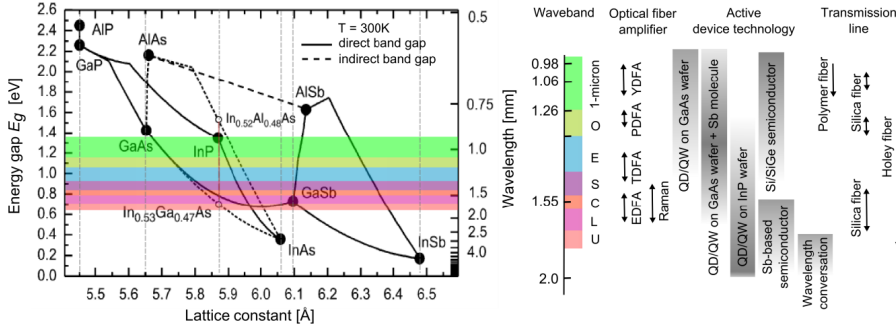 2.6
2.4
2.2
2.0
1.8
1.6
1.4
1.2
1.0
0.8
0.6
0.4
0.2
0.0
Energy gap Eg [eV]
AlP
GaP
AlAs
T = 300K
direct band gap
indirect band gap
AlSb
In0.52Al0.48As
GaAs
InP
GaSb
In0.53Ga0.47As
InAs
InSb
5.5
5.6
5.7
5.8
5.9
6.0
6.1
6.2
6.3
6.4
6.5
Lattice constant [Å]
0.5
0.75
1.0
1.5
2.0
2.5
4.0
Wavelength [mm]
Waveband
0.98
1.06
1.26
1.55
2.0
1-micron
O
E
S
C
L
U
Optical fiber
amplifier
YDFA
PDFA
TDFA
EDFA
Raman
Active
device technology
QD/QW on GaAs wafer
QD/QW on GaAs wafer + Sb molecule
QD/QW on InP wafer
Si/SiGe semiconductor
Sb-based
semiconductor
Wavelength
conversation
Transmission
line
Polymer fiber
Silica fiber
Silica fiber
Holey fiber